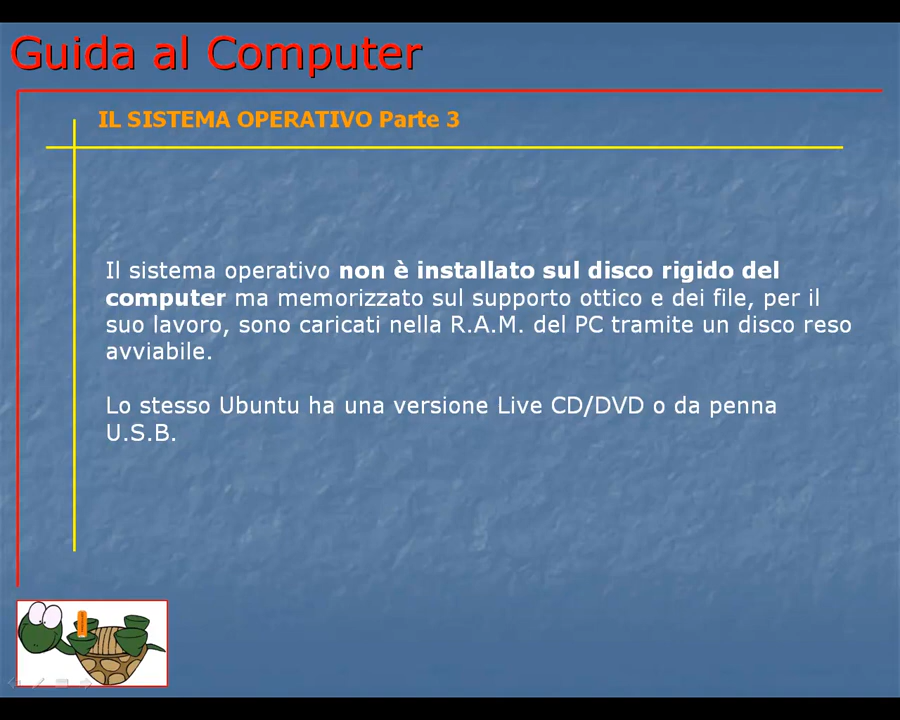 Guida al Computer
IL SISTEMA OPERATIVO Parte 3
Il sistema operativo non è installato sul disco rigido del
computer ma memorizzato sul supporto ottico e dei file, per il
suo lavoro, sono caricati nella R.A.M. del PC tramite un disco reso
avviabile.
Lo stesso Ubuntu ha una versione Live CD/DVD o da penna
U.S.B.